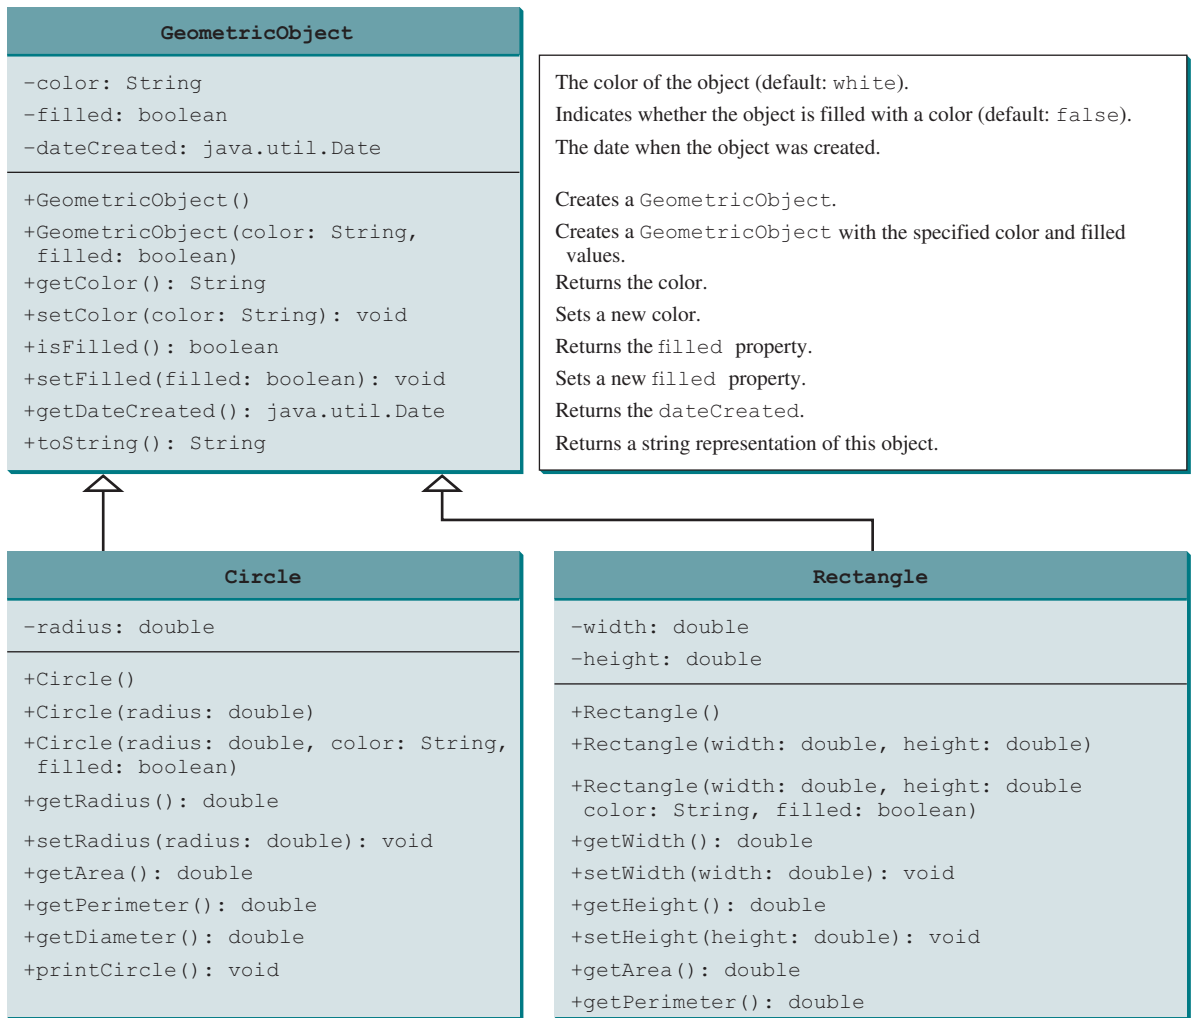 GeometricObject
-color: String
-filled: boolean
-dateCreated: java.util.Date
+GeometricObject()
+GeometricObject(color: String,
filled: boolean)
+getColor(): String
+setColor(color: String): void
+isFilled(): boolean
+setFilled(filled: boolean): void
+getDateCreated(): java.util.Date
+toString(): String
The color of the object (default: white).
Indicates whether the object is filled with a color (default: false).
The date when the object was created.
Creates a GeometricObject.
Creates a GeometricObject with the specified color and filled
values.
Returns the color.
Sets a new color.
Returns the filled property.
Sets a new filled property.
Returns the dateCreated.
Returns a string representation of this object.
Circle
-radius: double
+Circle()
+Circle(radius: double)
+Circle(radius: double, color: String,
filled: boolean)
+getRadius(): double
+setRadius(radius: double): void
+getArea(): double
+getPerimeter(): double
+getDiameter(): double
+printCircle(): void
Rectangle
-width: double
-height: double
+Rectangle()
+Rectangle(width: double, height: double)
+Rectangle(width: double, height: double
color: String, filled: boolean)
+getWidth(): double
+setWidth(width: double): void
+getHeight(): double
+setHeight(height: double): void
+getArea(): double
+getPerimeter(): double